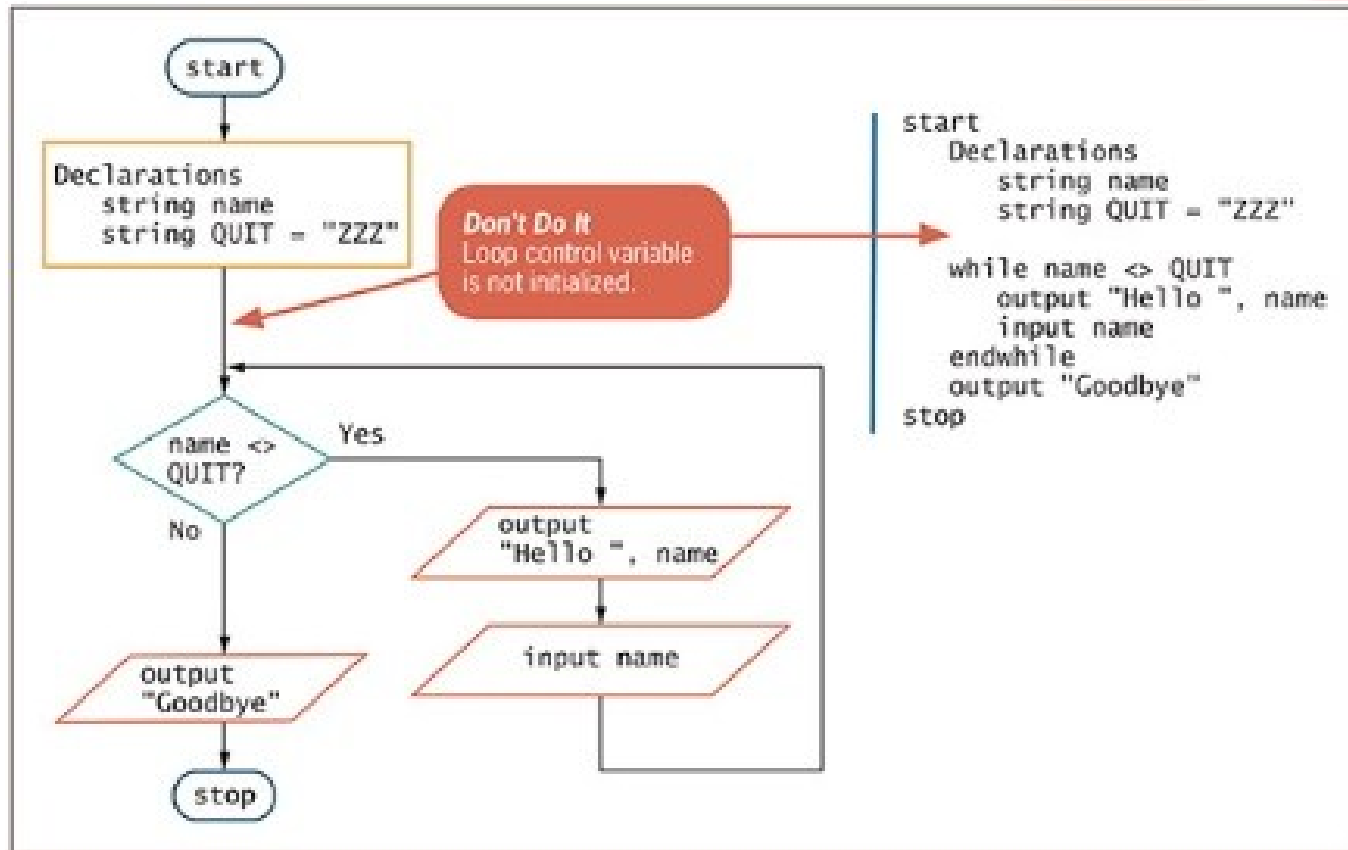 start
Declarations
string name
string QUIT = "ZZZ"
Don't Do It
Loop control variable
is not initialized.
name <>
QUIT?
Yes
No
output
"Hello ", name
input name
output
"Goodbye"
stop
start
Declarations
string name
string QUIT = "ZZZ"
while name <> QUIT
output "Hello ", name
input name
endwhile
output "Goodbye"
stop